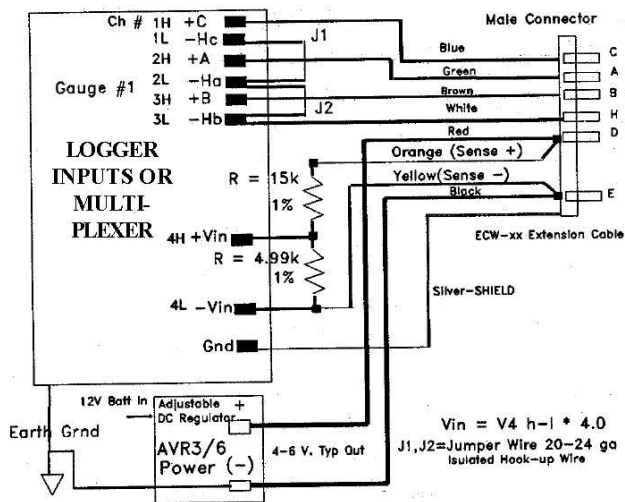 Ch # 1H +C
1L -Hc
2H +A
2L -Ha
3H +B
3L -Hb
Gauge #1
J1
J2
LOGGER
INPUTS OR
MULTI-
PLEXER
4H +Vin
4L -Vin
Gnd
R = 15k
1%
R = 4.99k
1%
Male Connector
Blue
Green
Brown
White
Red
Orange (Sense +)
Yellow(Sense -)
Black
C
A
B
H
D
E
ECW-xx Extension Cable
Silver-SHIELD
12V Batt In
Adjustable +
DC Regulator
AVR3/6
Power (-)
4-6 V. Typ Out
Earth Grnd
Vin = V4 h-l * 4.0
J1,J2=Jumper Wire 20-24 ga
Isulated Hook-up Wire